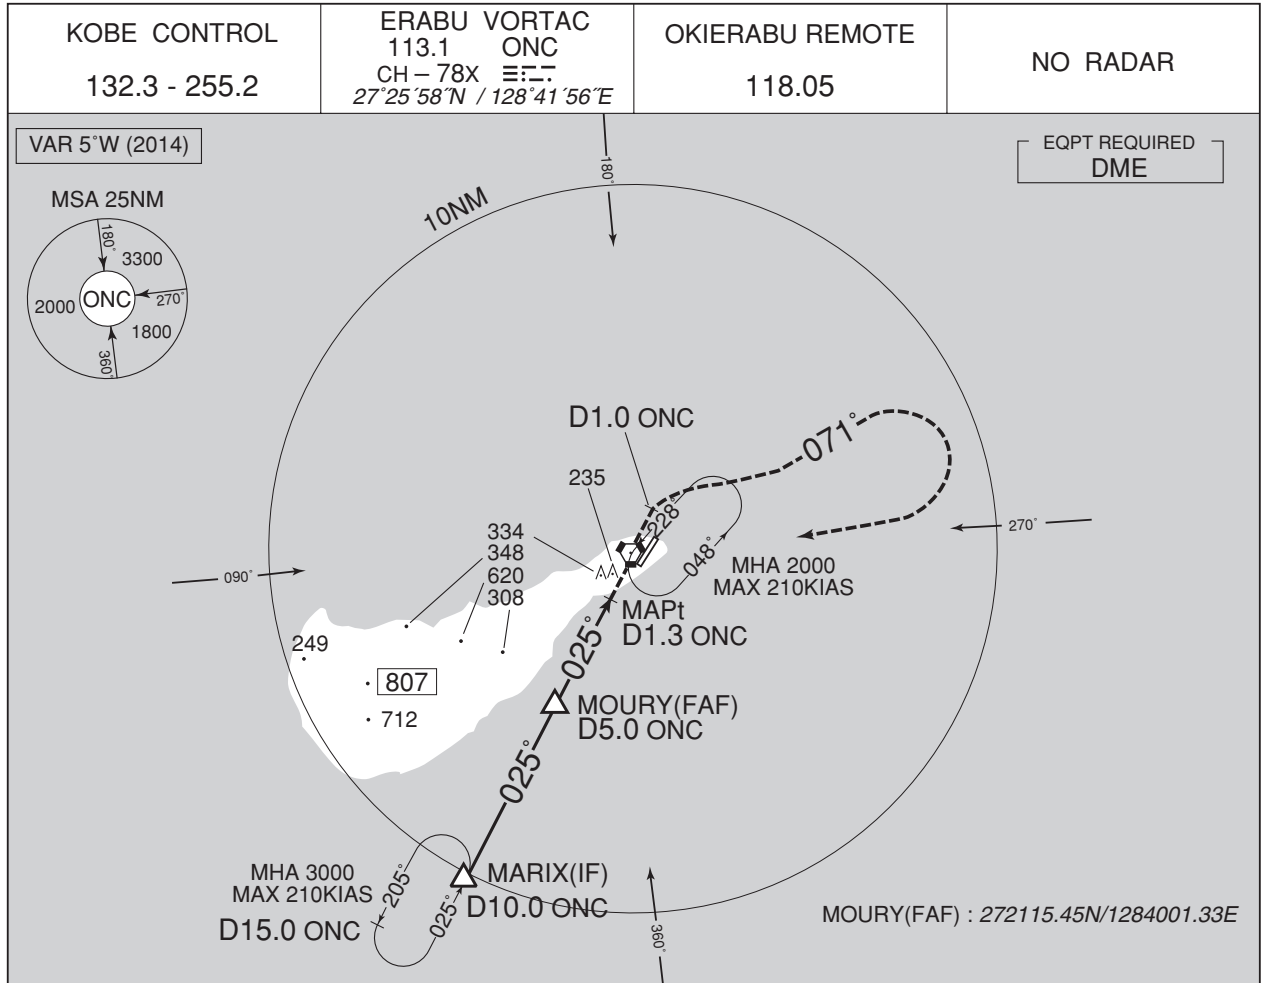 KOBE CONTROL
132.3 - 255.2
ERABU VORTAC
113.1 ONC
CH – 78X
27°25´58˝N / 128°41´56˝E
OKIERABU REMOTE
118.05
NO RADAR
VAR 5°W (2014)
EQPT REQUIRED
DME
MSA 25NM
180°
3300
2000
ONC
270°
1800
360°
10NM
180°
D1.0 ONC
071°
235
334
348
620
308
228°
048°
270°
MHA 2000
MAX 210KIAS
090°
MAPt
D1.3 ONC
249
025°
807
712
MOURY(FAF)
D5.0 ONC
025°
MHA 3000
MAX 210KIAS
205°
025°
MARIX(IF)
D10.0 ONC
D15.0 ONC
360°
MOURY(FAF) : 272115.45N/1284001.33E